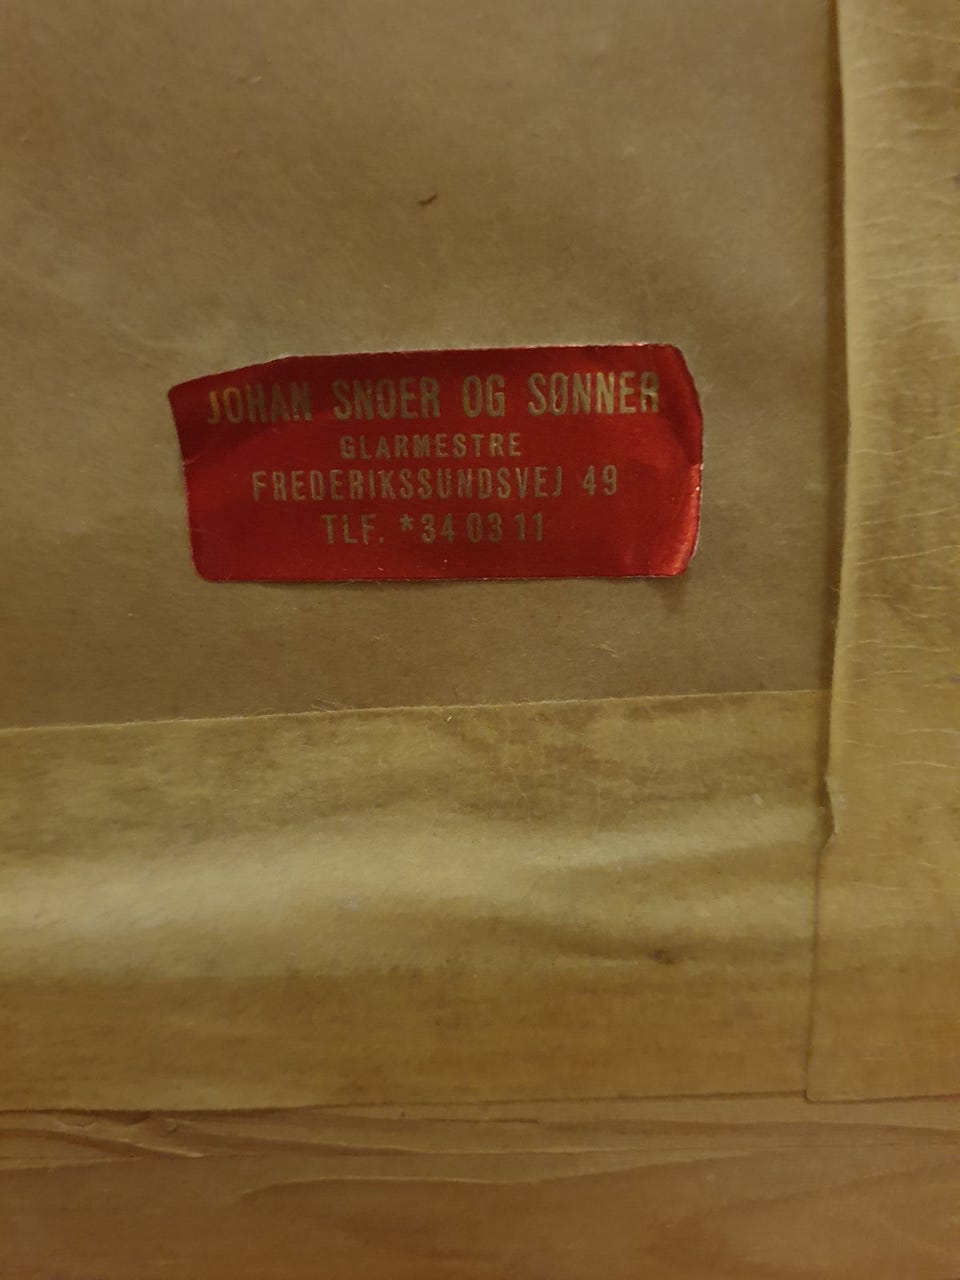 JOHAN SNOER OG SØNNER
GLARMESTRE
FREDERIKSSUNDSVEJ 49
TLF. *34 03 11